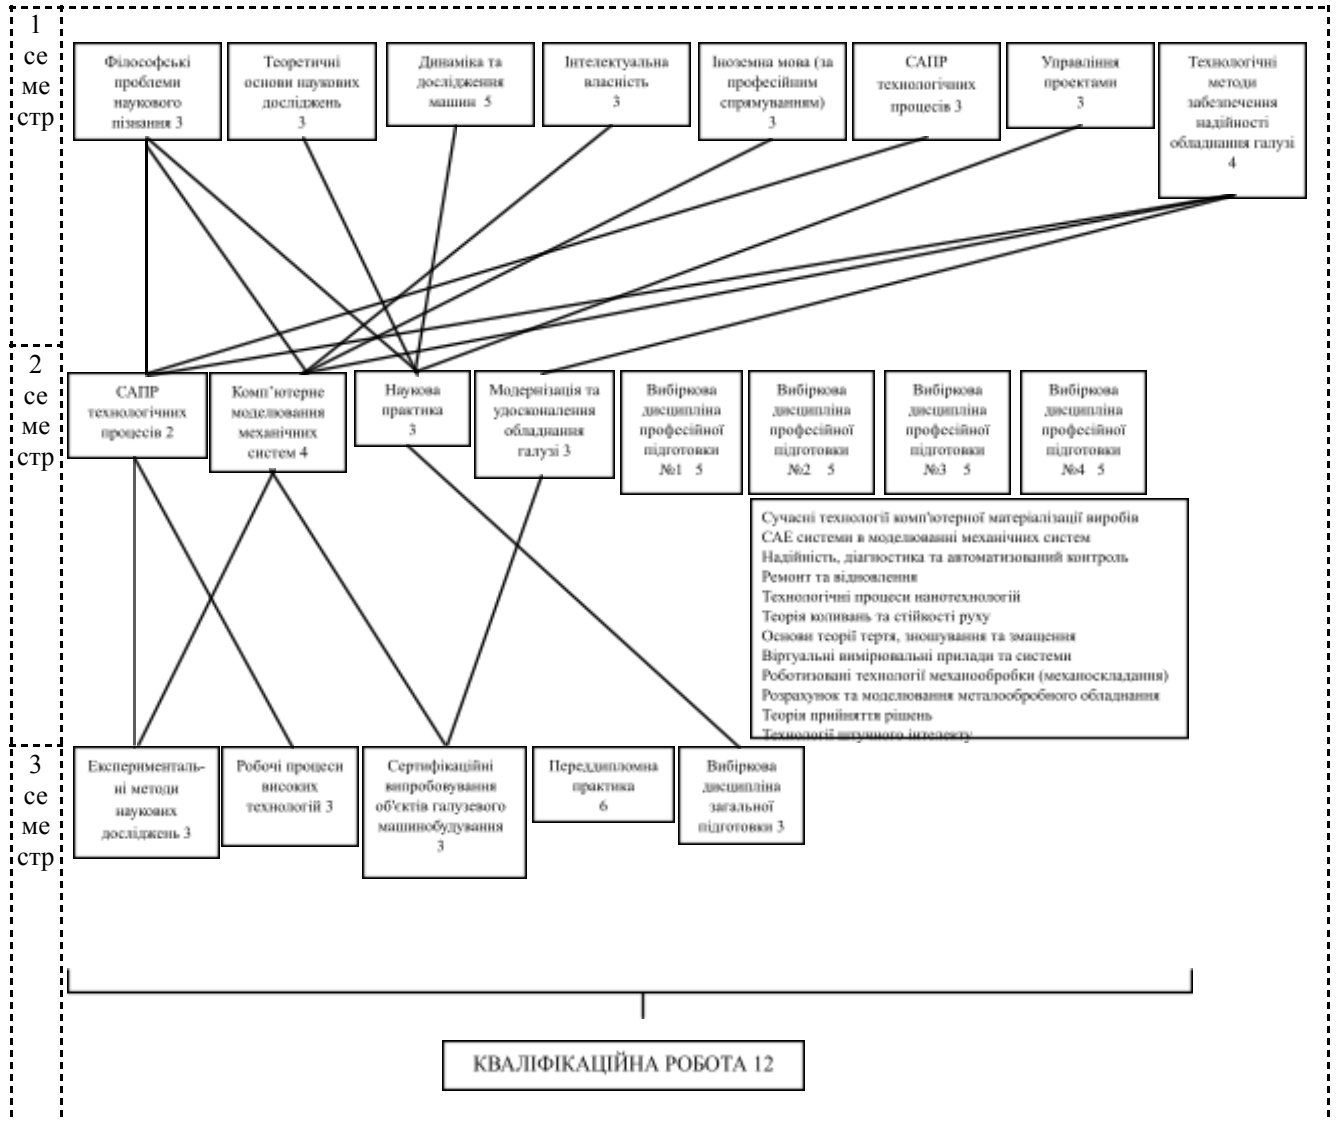 1
се
ме
стр
Філософські
проблеми
наукового
пізнання 3
Теоретичні
основи наукових
досліджень
3
Динаміка та
дослідження
машин 5
Інтелектуальна
власність
3
Іноземна мова (за
професійним
спрямуванням)
3
САПР
технологічних
процесів 3
Управління
проектами
3
Технологічні
методи
забезпечення
надійності
обладнання галузі
4
2
се
ме
стр
САПР
технологічних
процесів 2
Комп’ютерне
моделювання
механічних
систем 4
Наукова
практика
3
Модернізація та
удосконалення
обладнання
галузі 3
Вибіркова
дисципліна
професійної
підготовки
№1 5
Вибіркова
дисципліна
професійної
підготовки
№2 5
Вибіркова
дисципліна
професійної
підготовки
№3 5
Вибіркова
дисципліна
професійної
підготовки
№4 5
Сучасні технології комп'ютерної матеріалізації виробів
САЕ системи в моделюванні механічних систем
Надійність, діагностика та автоматизований контроль
Ремонт та відновлення
Технологічні процеси нанотехнологій
Теорія коливань та стійкості руху
Основи теорії тертя, зношування та змащення
Віртуальні вимірювальні прилади та системи
Роботизовані технології механообробки (механоскладання)
Розрахунок та моделювання металообробного обладнання
Теорія прийняття рішень
Технології штучного інтелекту
3
се
ме
стр
Експерименталь-
ні методи
наукових
досліджень 3
Робочі процеси
високих
технологій 3
Сертифікаційні
випробовування
об'єктів галузевого
машинобудування
3
Переддипломна
практика
6
Вибіркова
дисципліна
загальної
підготовки 3
КВАЛІФІКАЦІЙНА РОБОТА 12